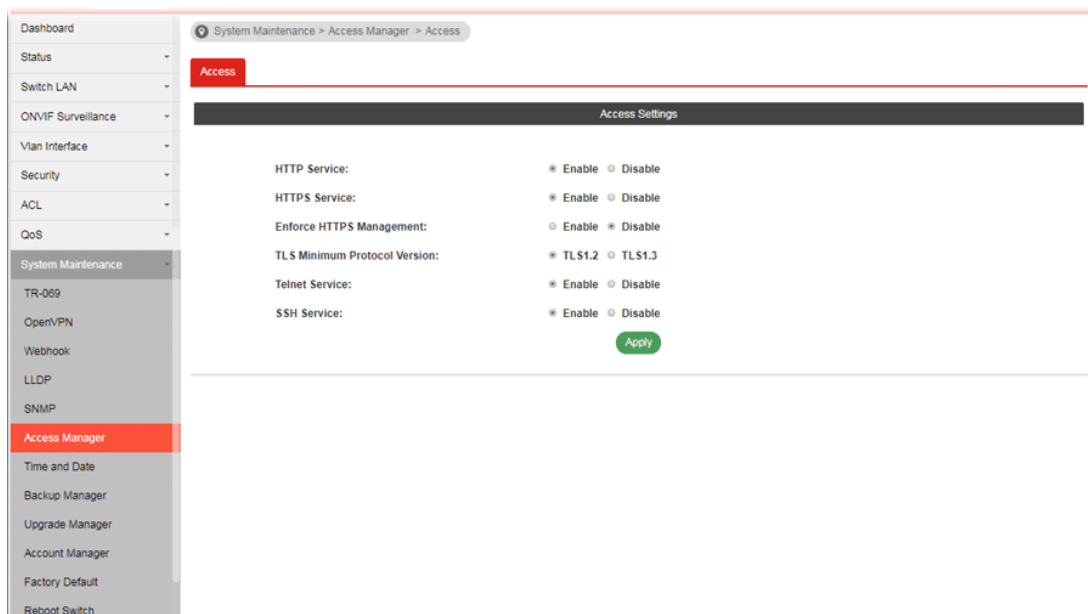 Dashboard
Status
Switch LAN
ONVIF Surveillance
Vlan Interface
Security
ACL
QoS
System Maintenance
TR-069
OpenVPN
Webhook
LLDP
SNMP
Access Manager
Time and Date
Backup Manager
Upgrade Manager
Account Manager
Factory Default
Reboot Switch
System Maintenance > Access Manager > Access
Access
Access Settings
HTTP Service: Enable Disable
HTTPS Service: Enable Disable
Enforce HTTPS Management: Enable Disable
TLS Minimum Protocol Version: TLS1.2 TLS1.3
Telnet Service: Enable Disable
SSH Service: Enable Disable
Apply